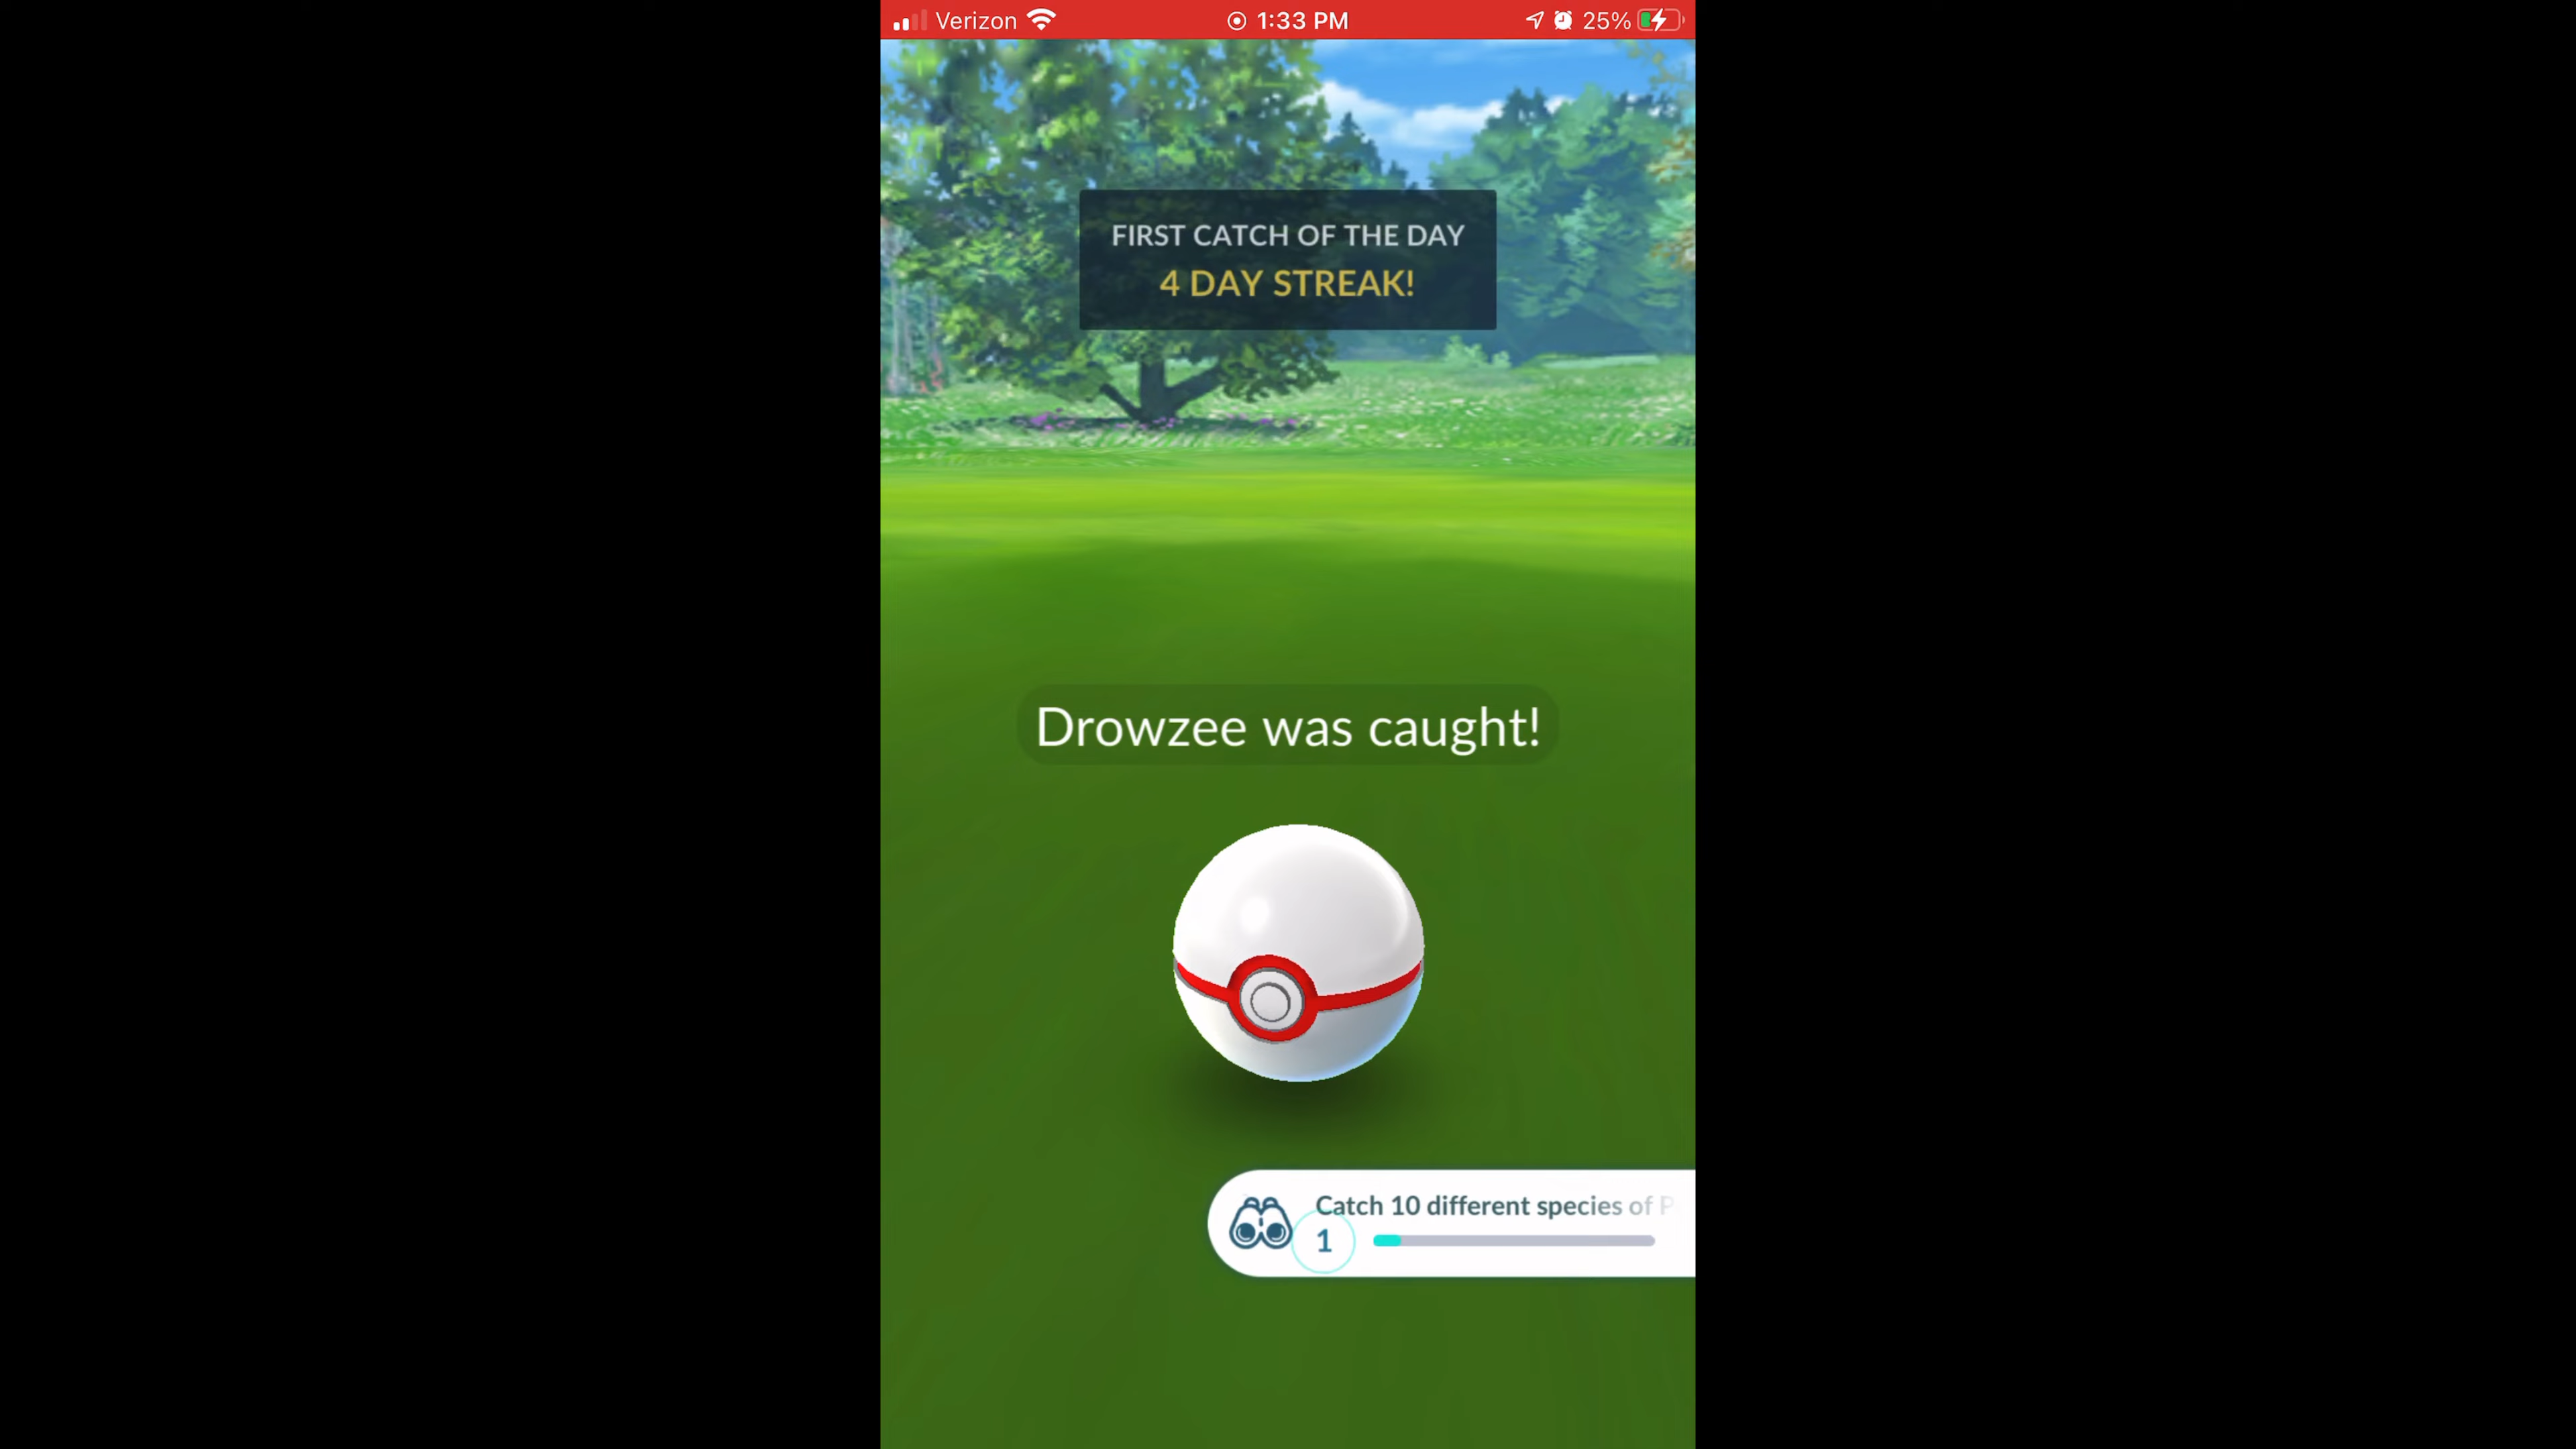 Verizon 1:33 PM 25%
FIRST CATCH OF THE DAY
4 DAY STREAK!
Drowzee was caught!
Catch 10 different species of P
1